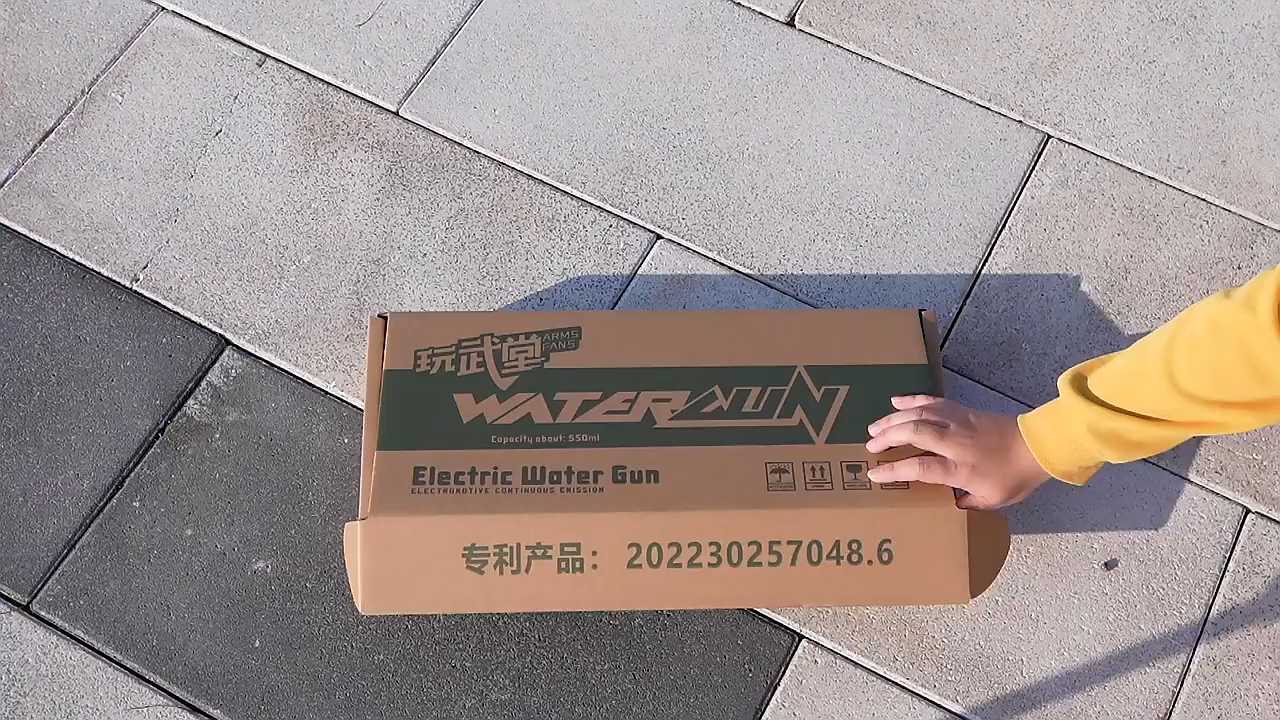 玩武堂
ARMS
FANS
WATERGUN
Capacity about: 550ml
Electric Water Gun
ELECTROMOTIVE CONTINUOUS EMISSION
专利产品： 202230257048.6